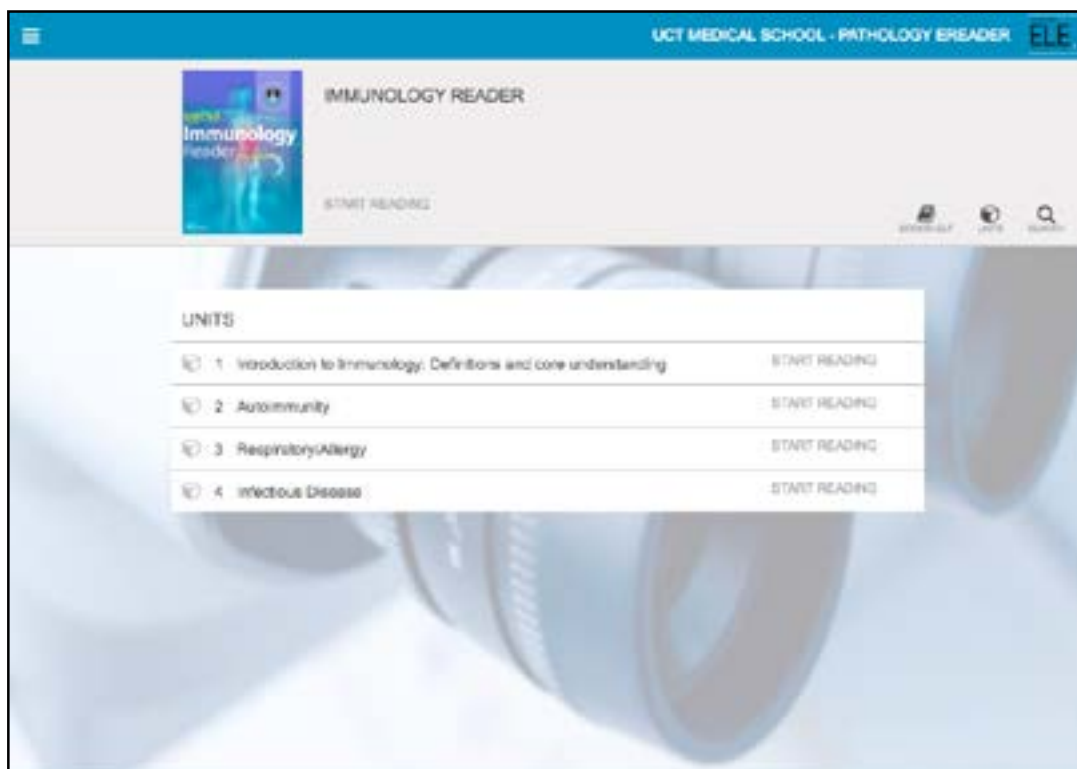 UCT MEDICAL SCHOOL - PATHOLOGY EREADER ELE
IMMUNOLOGY READER
Immunology
Reader
START READING
UNITS
UNITS
1 Introduction to Immunology: Definitions and core understanding START READING
2 Autoimmunity START READING
3 Respiratory/Allergy START READING
4 Infectious Disease START READING